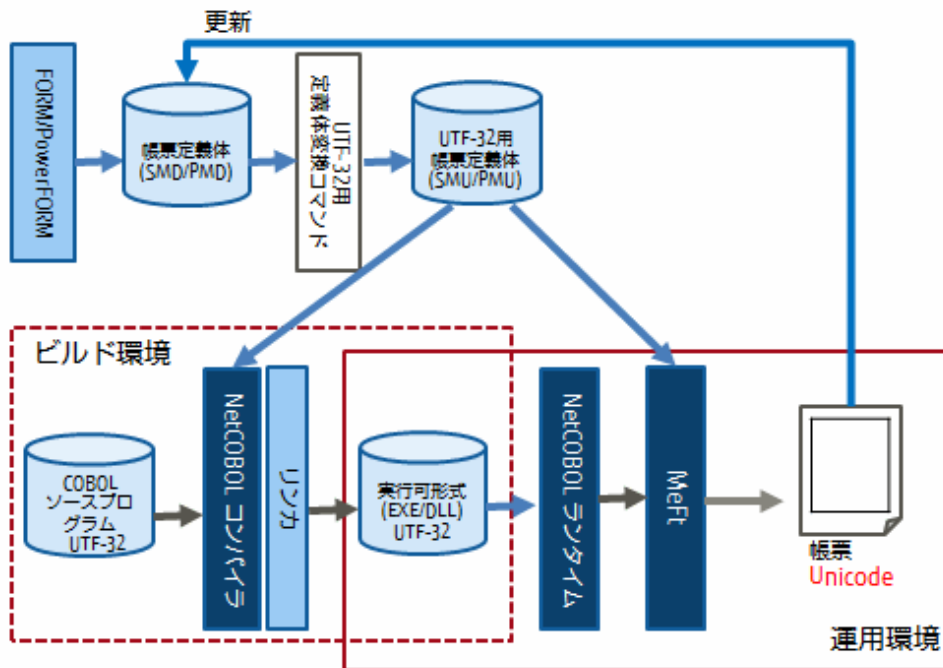 更新
FORM/PowerFORM
帳票定義体
(SMD/PMD)
UTF-32用
定義体変換コマンド
UTF-32用
帳票定義体
(SMU/PMU)
ビルド環境
COBOL
ソースプロ
グラム
UTF-32
NetCOBOL コンパイラ
リンカ
実行可形式
(EXE/DLL)
UTF-32
NetCOBOL ランタイム
MeFt
帳票
Unicode
運用環境